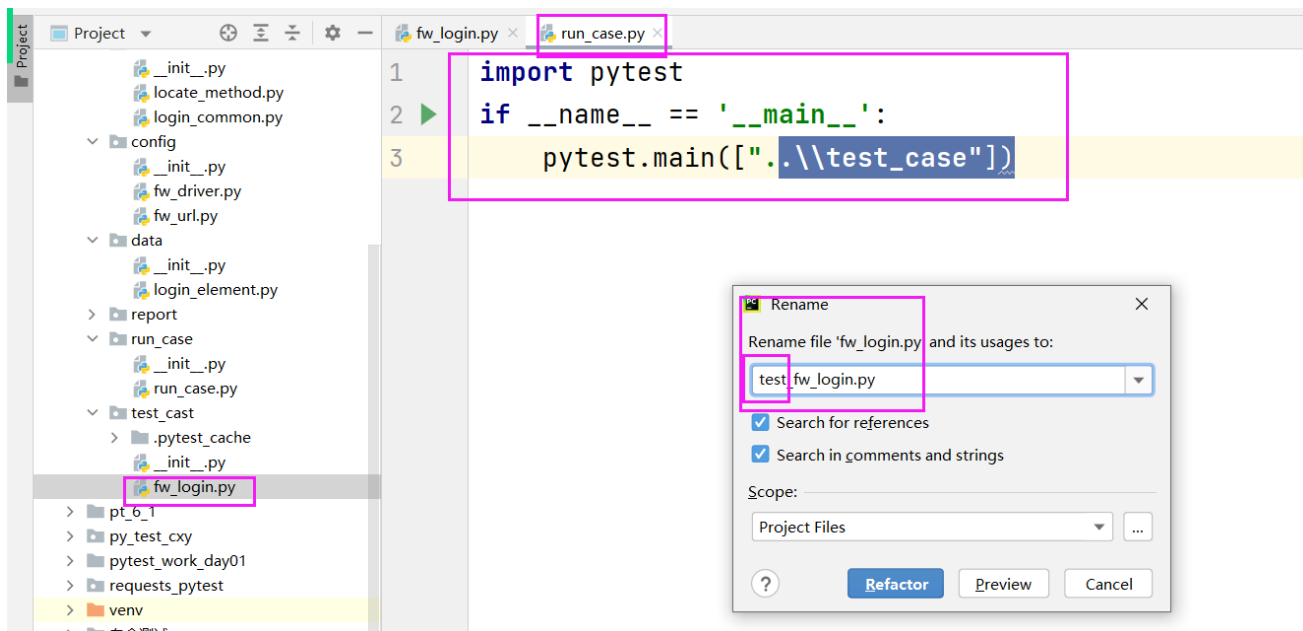 Project
Project
__init__.py
locate_method.py
login_common.py
config
__init__.py
fw_driver.py
fw_url.py
data
__init__.py
login_element.py
report
run_case
__init__.py
run_case.py
test_cast
.pytest_cache
__init__.py
fw_login.py
pt_6_1
py_test_cxy
pytest_work_day01
requests_pytest
venv
fw_login.py
run_case.py
1 import pytest
2 if __name__ == '__main__':
3 pytest.main(["..\\test_case"])
PC Rename
Rename file 'fw_login.py' and its usages to:
test_fw_login.py
Search for references
Search in comments and strings
Scope:
Project Files
...
? Refactor Preview Cancel